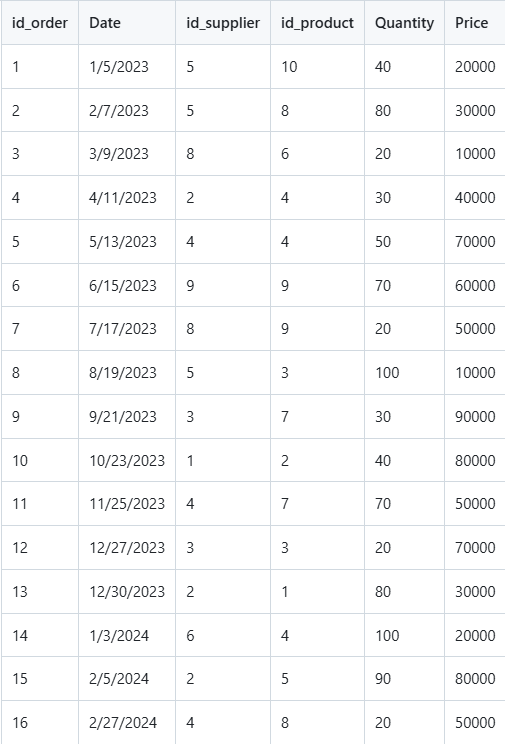 id_order Date id_supplier id_product Quantity Price
1 1/5/2023 5 10 40 20000
2 2/7/2023 5 8 80 30000
3 3/9/2023 8 6 20 10000
4 4/11/2023 2 4 30 40000
5 5/13/2023 4 4 50 70000
6 6/15/2023 9 9 70 60000
7 7/17/2023 8 9 20 50000
8 8/19/2023 5 3 100 10000
9 9/21/2023 3 7 30 90000
10 10/23/2023 1 2 40 80000
11 11/25/2023 4 7 70 50000
12 12/27/2023 3 3 20 70000
13 12/30/2023 2 1 80 30000
14 1/3/2024 6 4 100 20000
15 2/5/2024 2 5 90 80000
16 2/27/2024 4 8 20 50000